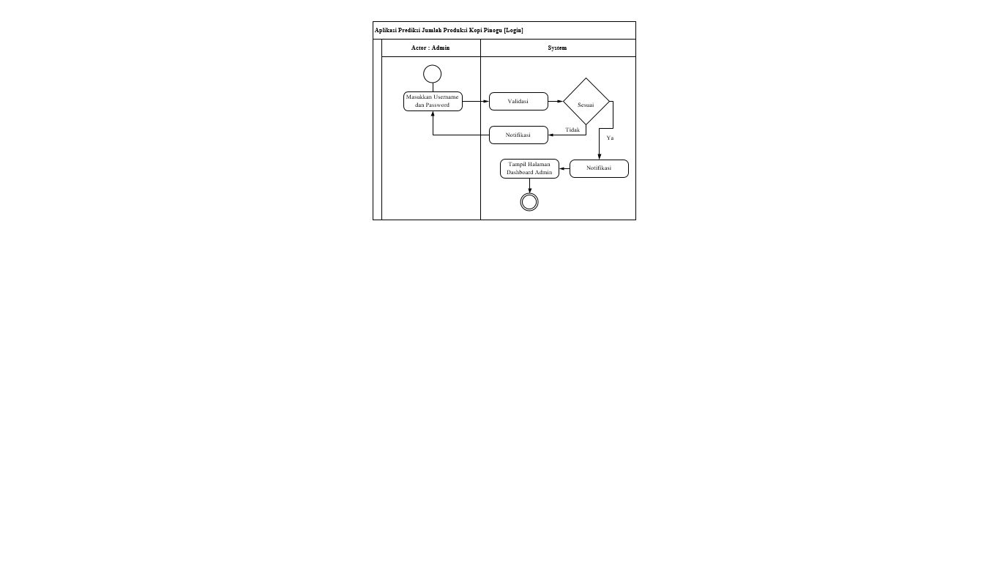 Aplikasi Prediksi Jumlah Produksi Kopi Pinogu [Login]
Actor : Admin
System
Masukkan Username
dan Password
Validasi
Sesuai
Tidak
Notifikasi
Ya
Tampil Halaman
Dashboard Admin
Notifikasi